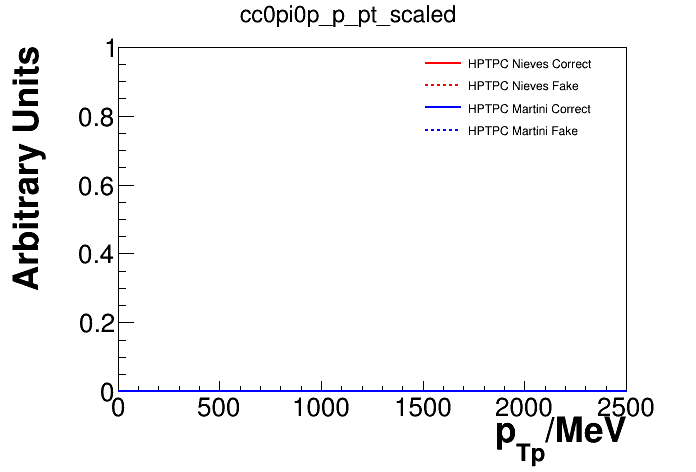 cc0pi0p_p_pt_scaled
Arbitrary Units
1
0.8
0.6
0.4
0.2
0
HPTPC Nieves Correct
HPTPC Nieves Fake
HPTPC Martini Correct
HPTPC Martini Fake
0 500 1000 1500 2000 2500
p_Tp/MeV